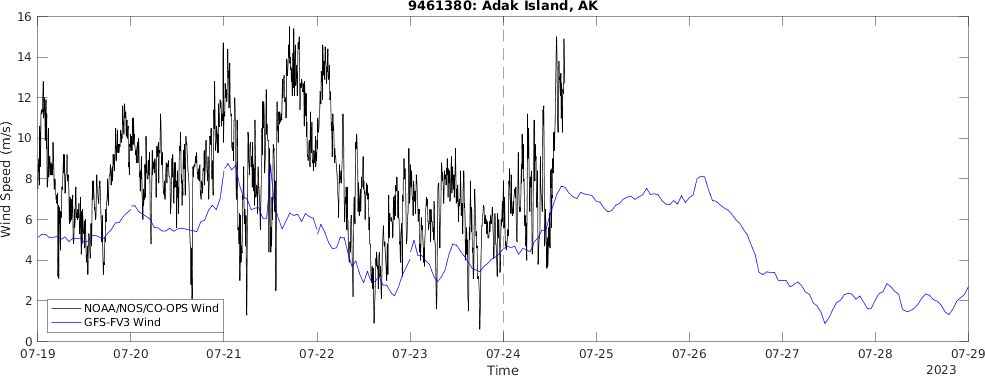 9461380: Adak Island, AK
Wind Speed (m/s)
16
14
12
10
8
6
4
2
0
NOAA/NOS/CO-OPS Wind
GFS-FV3 Wind
07-19 07-20 07-21 07-22 07-23 07-24 07-25 07-26 07-27 07-28 07-29
Time
2023